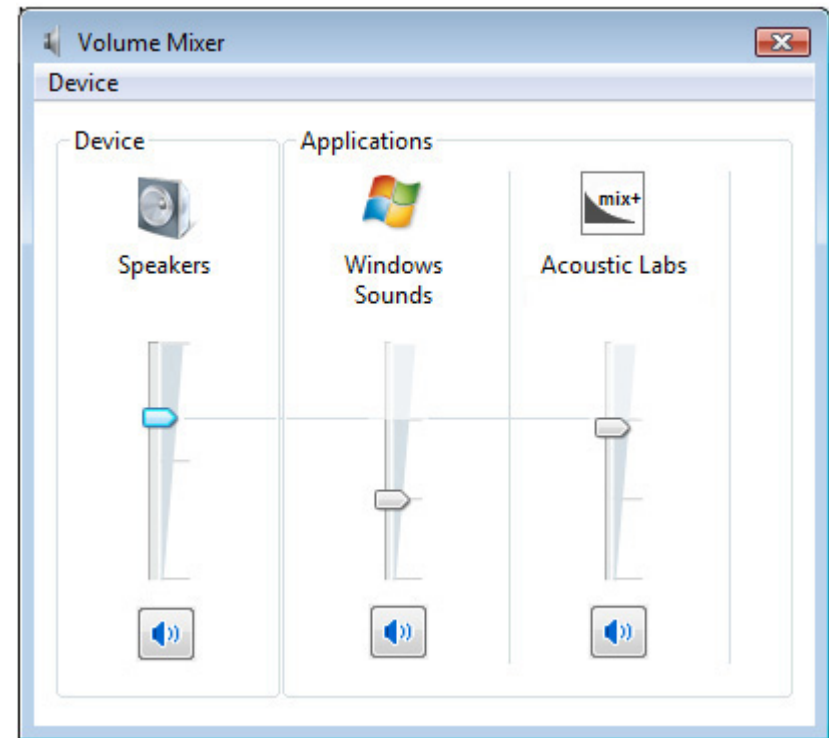 Volume Mixer
Device
Device
Applications
Speakers
Windows
Sounds
mix+
Acoustic Labs